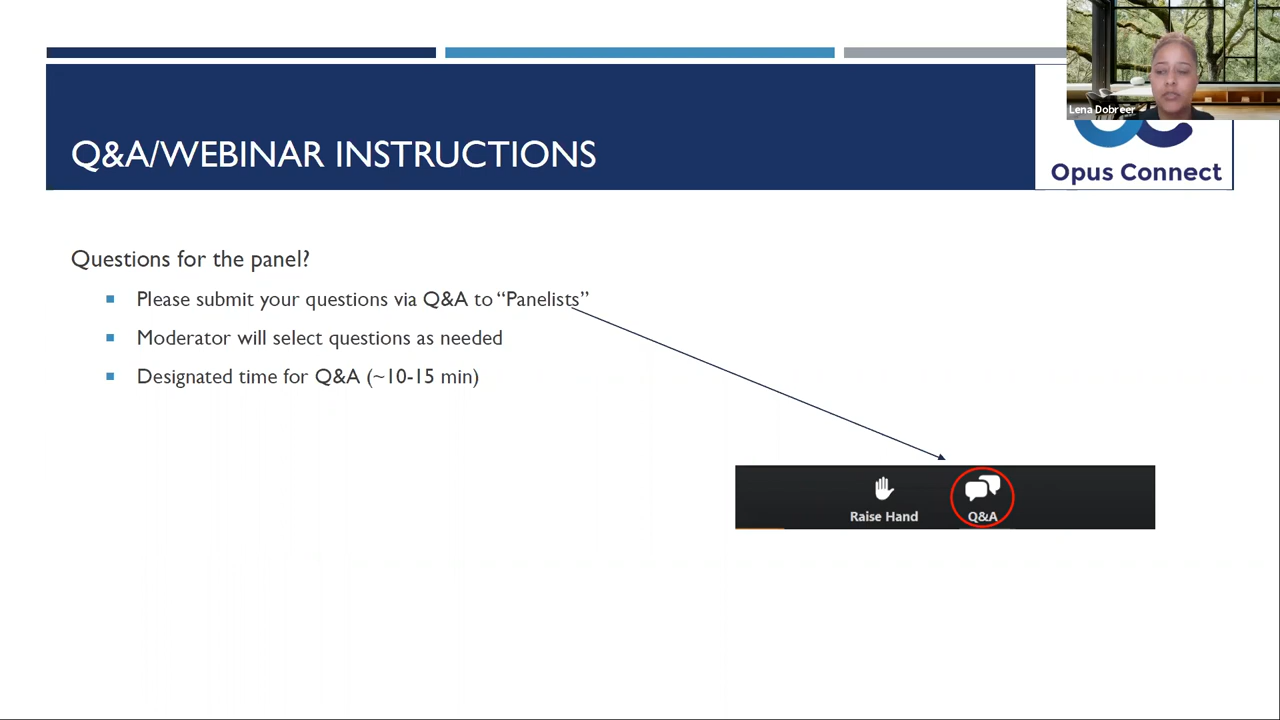 Lena Dobreer
Q&A/WEBINAR INSTRUCTIONS
Opus Connect
Questions for the panel?
Please submit your questions via Q&A to “Panelists”
Moderator will select questions as needed
Designated time for Q&A (~10-15 min)
Raise Hand
Q&A